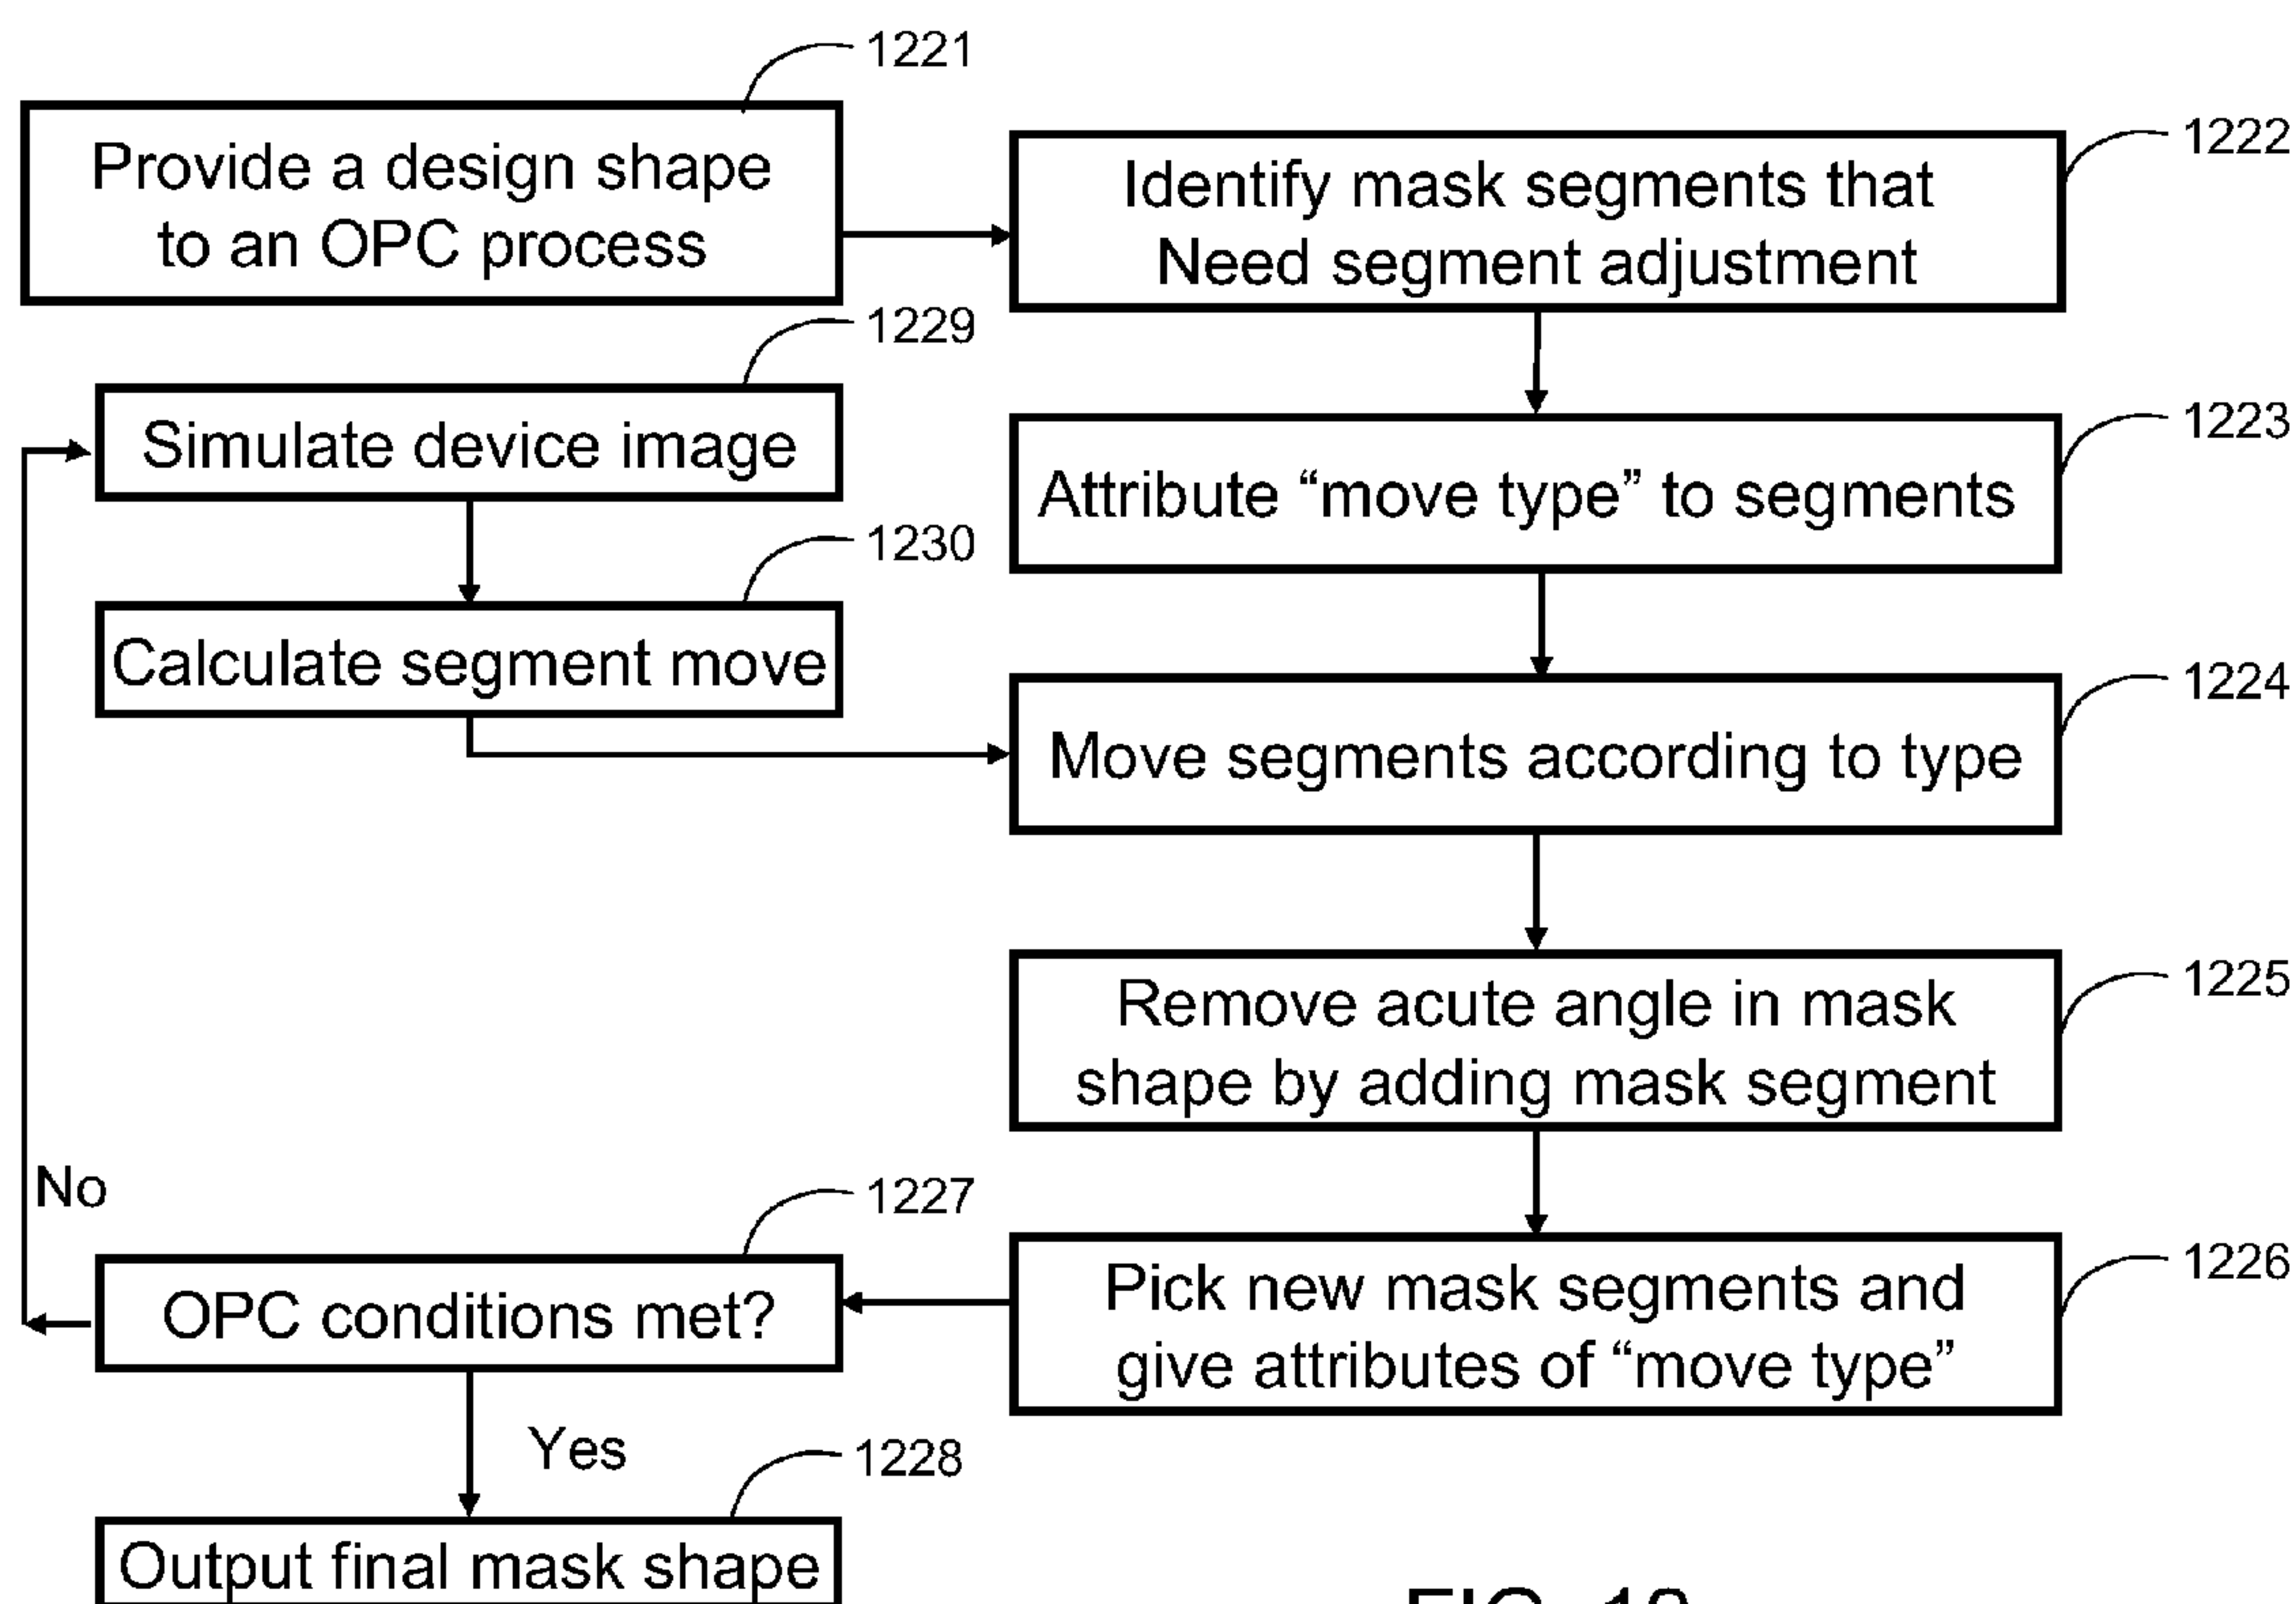 1221
Provide a design shape
to an OPC process
1222
Identify mask segments that
Need segment adjustment
1229
Simulate device image
1223
Attribute “move type” to segments
1230
Calculate segment move
1224
Move segments according to type
1225
Remove acute angle in mask
shape by adding mask segment
No
1227
OPC conditions met?
1226
Pick new mask segments and
give attributes of “move type”
Yes
1228
Output final mask shape
FIG.